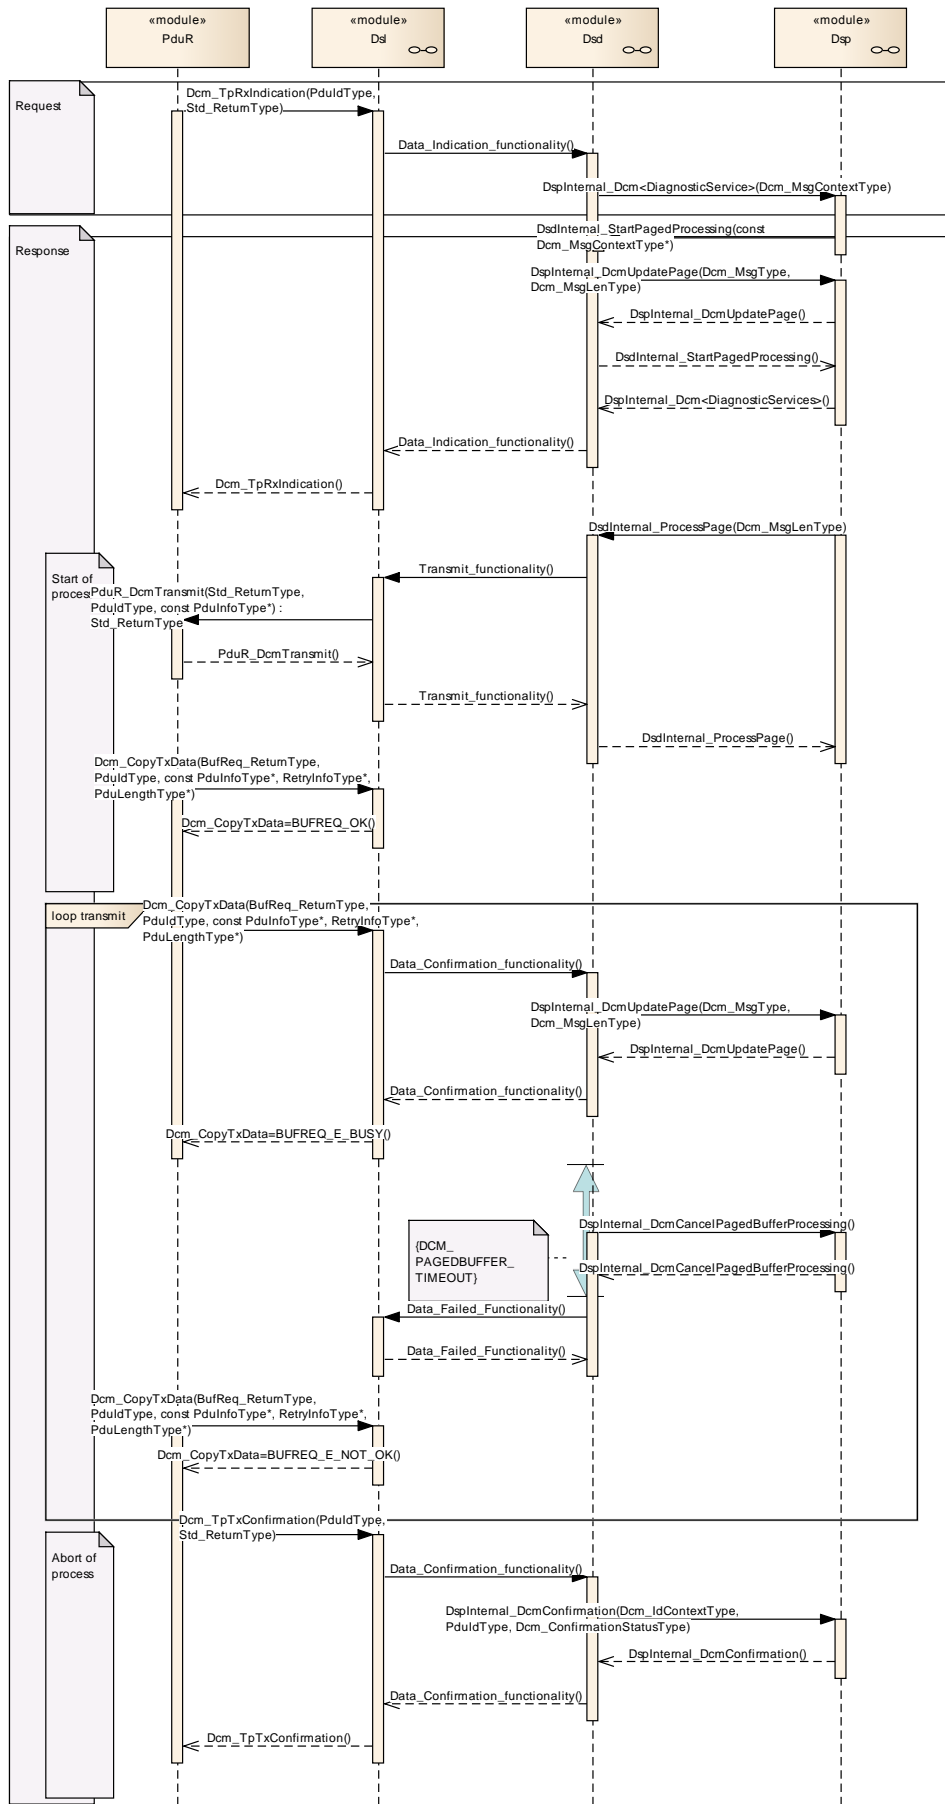 «module»
PduR
«module»
Dsl
«module»
Dsd
«module»
Dsp
Request
Dcm_TpRxIndication(PduIdType,
Std_ReturnType)
Data_Indication_functionality()
DspInternal_Dcm<DiagnosticService>(Dcm_MsgContextType)
Response
DsdInternal_StartPagedProcessing(const
Dcm_MsgContextType*)
DspInternal_DcmUpdatePage(Dcm_MsgType,
Dcm_MsgLenType)
DspInternal_DcmUpdatePage()
DsdInternal_StartPagedProcessing()
DspInternal_Dcm<DiagnosticServices>()
Data_Indication_functionality()
Dcm_TpRxIndication()
DsdInternal_ProcessPage(Dcm_MsgLenType)
Start of
process
Transmit_functionality()
PduR_DcmTransmit(Std_ReturnType,
PduIdType, const PduInfoType*) :
Std_ReturnType
PduR_DcmTransmit()
Transmit_functionality()
DsdInternal_ProcessPage()
Dcm_CopyTxData(BufReq_ReturnType,
PduIdType, const PduInfoType*, RetryInfoType*,
PduLengthType*)
Dcm_CopyTxData=BUFREQ_OK()
loop transmit
Dcm_CopyTxData(BufReq_ReturnType,
PduIdType, const PduInfoType*, RetryInfoType*,
PduLengthType*)
Data_Confirmation_functionality()
DspInternal_DcmUpdatePage(Dcm_MsgType,
Dcm_MsgLenType)
DspInternal_DcmUpdatePage()
Data_Confirmation_functionality()
Dcm_CopyTxData=BUFREQ_E_BUSY()
DspInternal_DcmCancelPagedBufferProcessing()
{DCM_
PAGEDBUFFER_
TIMEOUT}
DspInternal_DcmCancelPagedBufferProcessing()
Data_Failed_Functionality()
Data_Failed_Functionality()
Dcm_CopyTxData(BufReq_ReturnType,
PduIdType, const PduInfoType*, RetryInfoType*,
PduLengthType*)
Dcm_CopyTxData=BUFREQ_E_NOT_OK()
Dcm_TpTxConfirmation(PduIdType,
Std_ReturnType)
Abort of
process
Data_Confirmation_functionality()
DspInternal_DcmConfirmation(Dcm_IdContextType,
PduIdType, Dcm_ConfirmationStatusType)
DspInternal_DcmConfirmation()
Data_Confirmation_functionality()
Dcm_TpTxConfirmation()